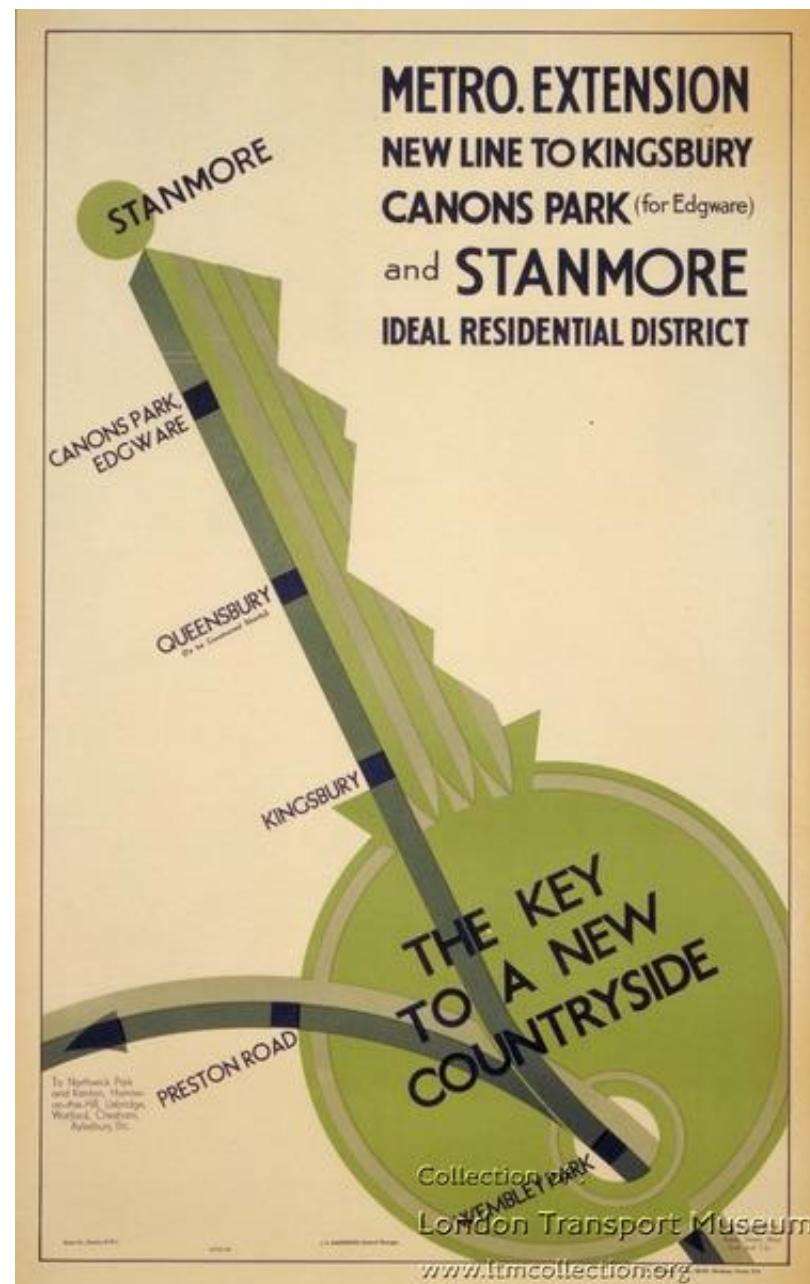 METRO. EXTENSION
NEW LINE TO KINGSBURY
CANONS PARK (for Edgware)
and STANMORE
IDEAL RESIDENTIAL DISTRICT
STANMORE
CANONS PARK,
EDGWARE
QUEENSBURY
KINGSBURY
THE KEY
TO A NEW
COUNTRYSIDE
PRESTON ROAD
To Northwick Park
and Kenton, Harrow-
on-the-Hill, Uxbridge,
Watford, Chesham,
Aylesbury, Etc.
WEMBLEY PARK
Collection
London Transport Museum
www.ltmcollection.org